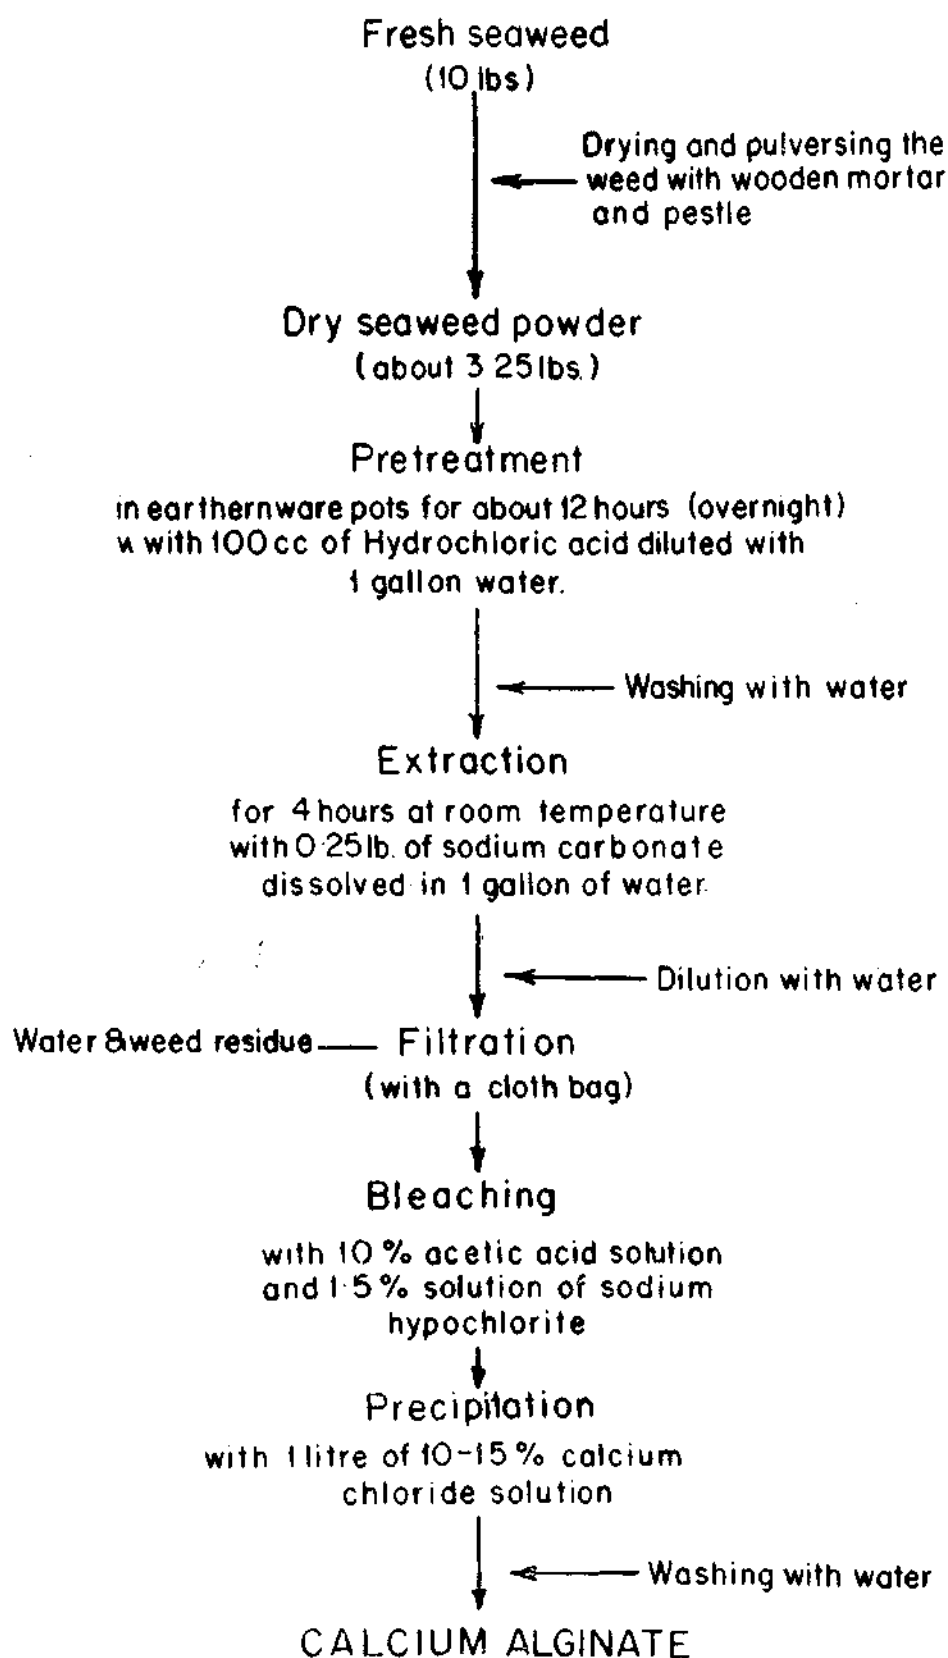 Fresh seaweed
(10 lbs)
Drying and pulversing the
weed with wooden mortar
and pestle
Dry seaweed powder
(about 3 25 lbs.)
Pretreatment
in earthernware pots for about 12 hours (overnight)
with 100 cc of Hydrochloric acid diluted with
1 gallon water.
Washing with water
Extraction
for 4 hours at room temperature
with 0·25 lb. of sodium carbonate
dissolved in 1 gallon of water.
Dilution with water
Water & weed residue
Filtration
(with a cloth bag)
Bleaching
with 10 % acetic acid solution
and 1·5 % solution of sodium
hypochlorite
Precipitation
with 1 litre of 10-15 % calcium
chloride solution
Washing with water
CALCIUM ALGINATE